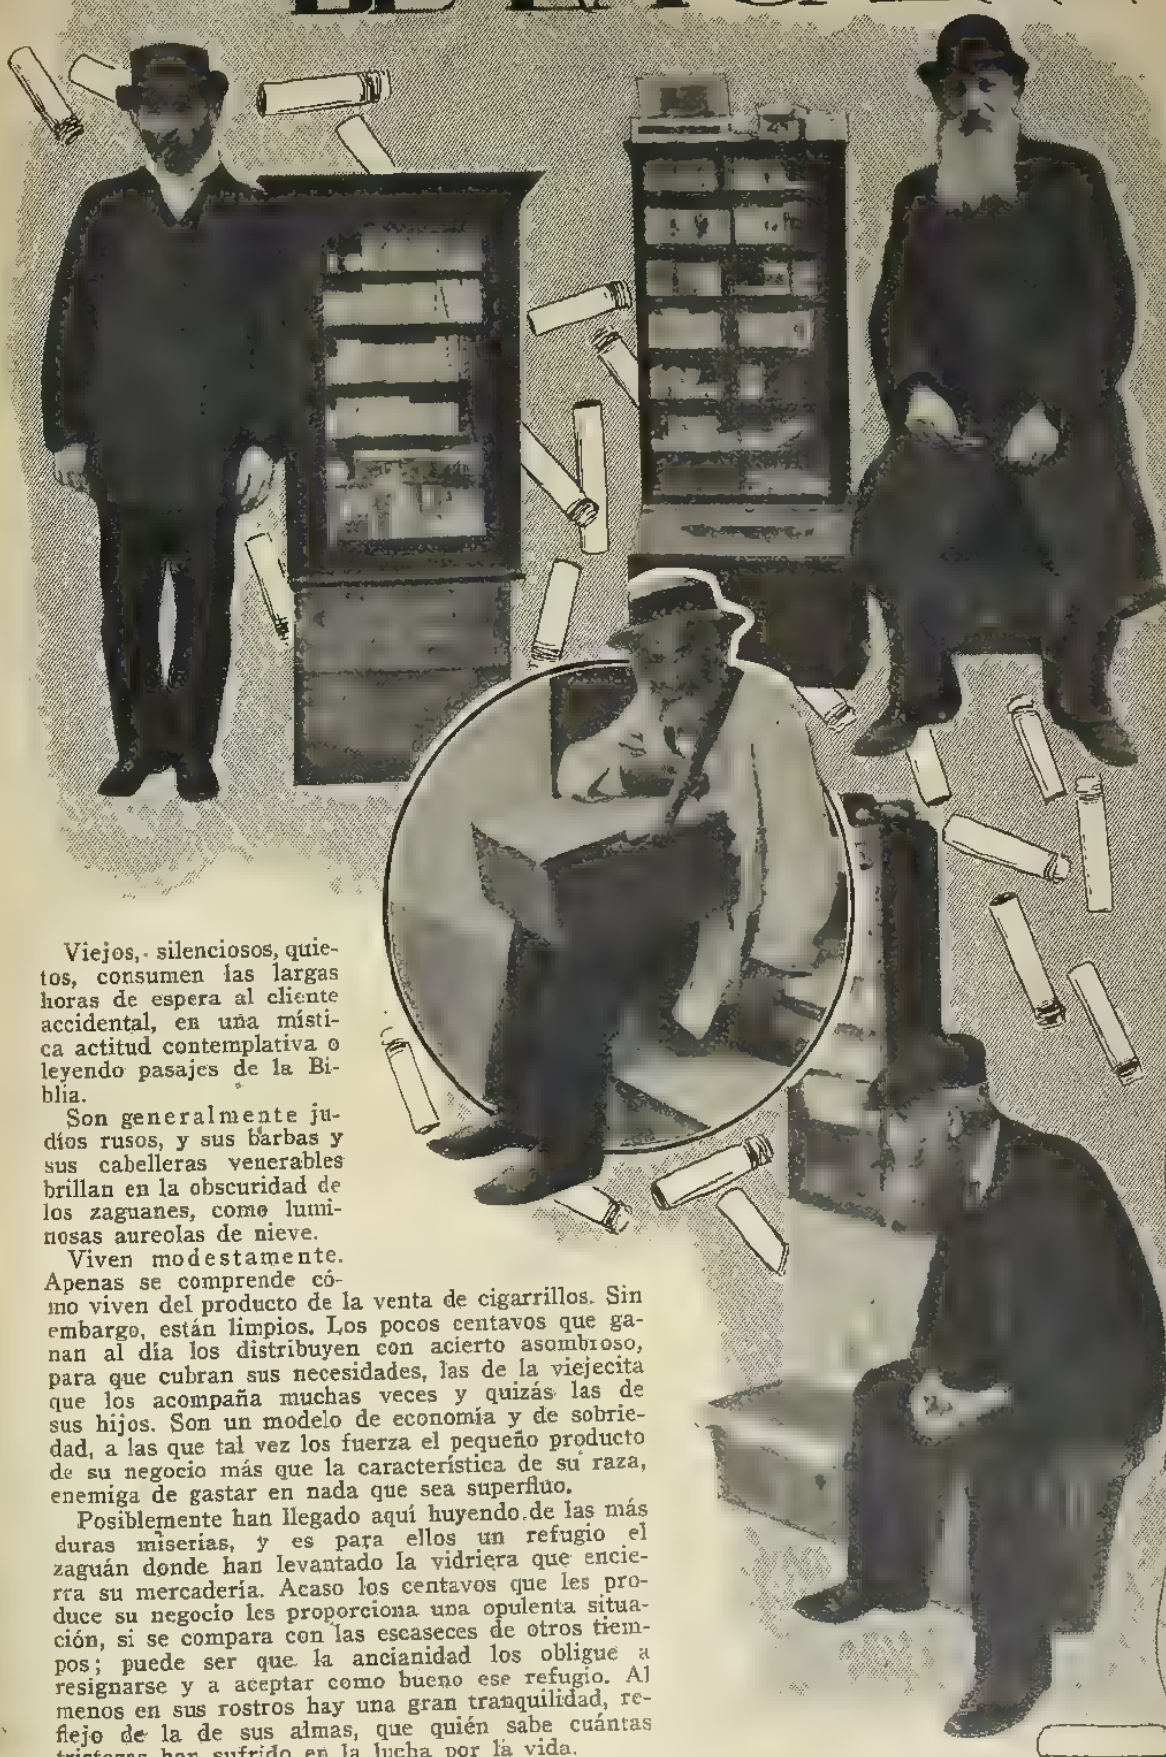 Viejos, silenciosos, quie-
tos, consumen las largas
horas de espera al cliente
accidental, en una místi-
ca actitud contemplativa o
leyendo pasajes de la Bi-
blia.
Son generalmente ju-
díos rusos, y sus barbas y
sus cabelleras venerables
brillan en la obscuridad de
los zaguanes, como lumi-
nosas aureolas de nieve.
Viven modestamente.
Apenas se comprende có-
mo viven del producto de la venta de cigarrillos. Sin
embargo, están limpios. Los pocos centavos que ga-
nan al día los distribuyen con acierto asombroso,
para que cubran sus necesidades, las de la viejecita
que los acompaña muchas veces y quizás las de
sus hijos. Son un modelo de economía y de sobrie-
dad, a las que tal vez los fuerza el pequeño producto
de su negocio más que la característica de su raza,
enemiga de gastar en nada que sea superfluo.
Posiblemente han llegado aquí huyendo de las más
duras miserias, y es para ellos un refugio el
zaguán donde han levantado la vidriera que encie-
rra su mercadería. Acaso los centavos que les pro-
duce su negocio les proporciona una opulenta situa-
ción, si se compara con las escaseces de otros tiem-
pos; puede ser que la ancianidad los obligue a
resignarse y a aceptar como bueno ese refugio. Al
menos en sus rostros hay una gran tranquilidad, re-
flejo de la de sus almas, que quién sabe cuántas
tristezas han sufrido en la lucha por la vida.